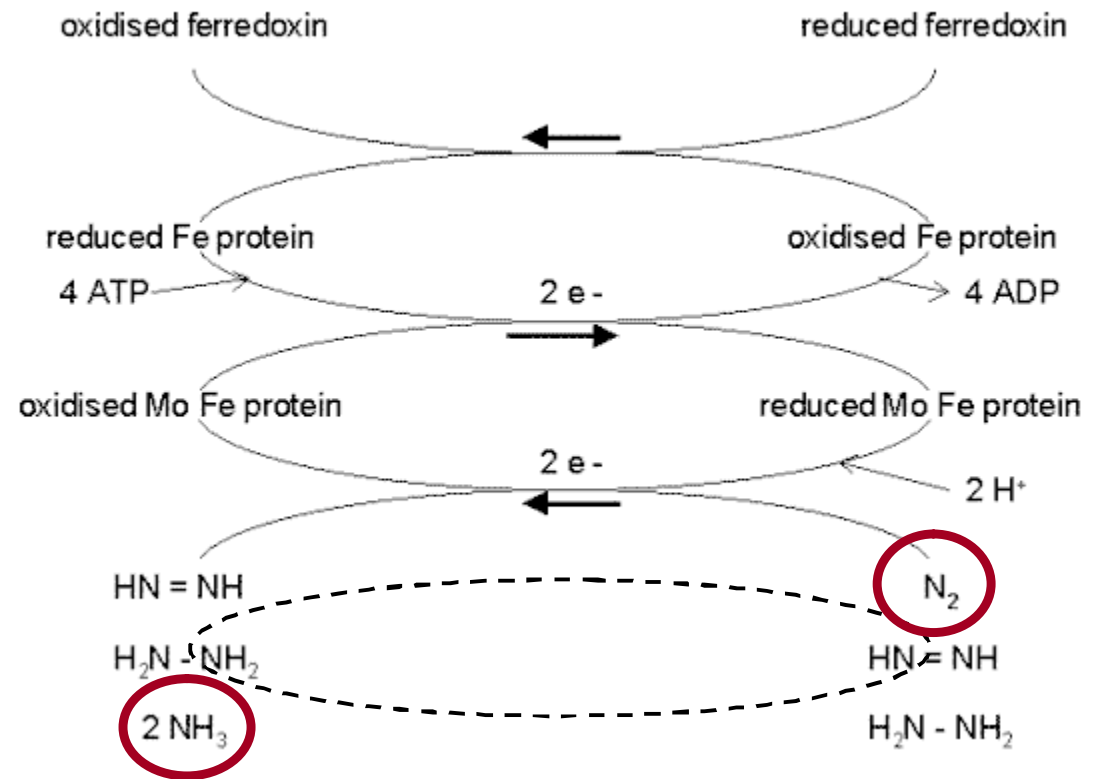 oxidised ferredoxin reduced ferredoxin
reduced Fe protein oxidised Fe protein
4 ATP 2 e - 4 ADP
oxidised Mo Fe protein reduced Mo Fe protein
2 e -
2 H⁺
HN = NH N₂
H₂N - NH₂ HN = NH
2 NH₃ H₂N - NH₂